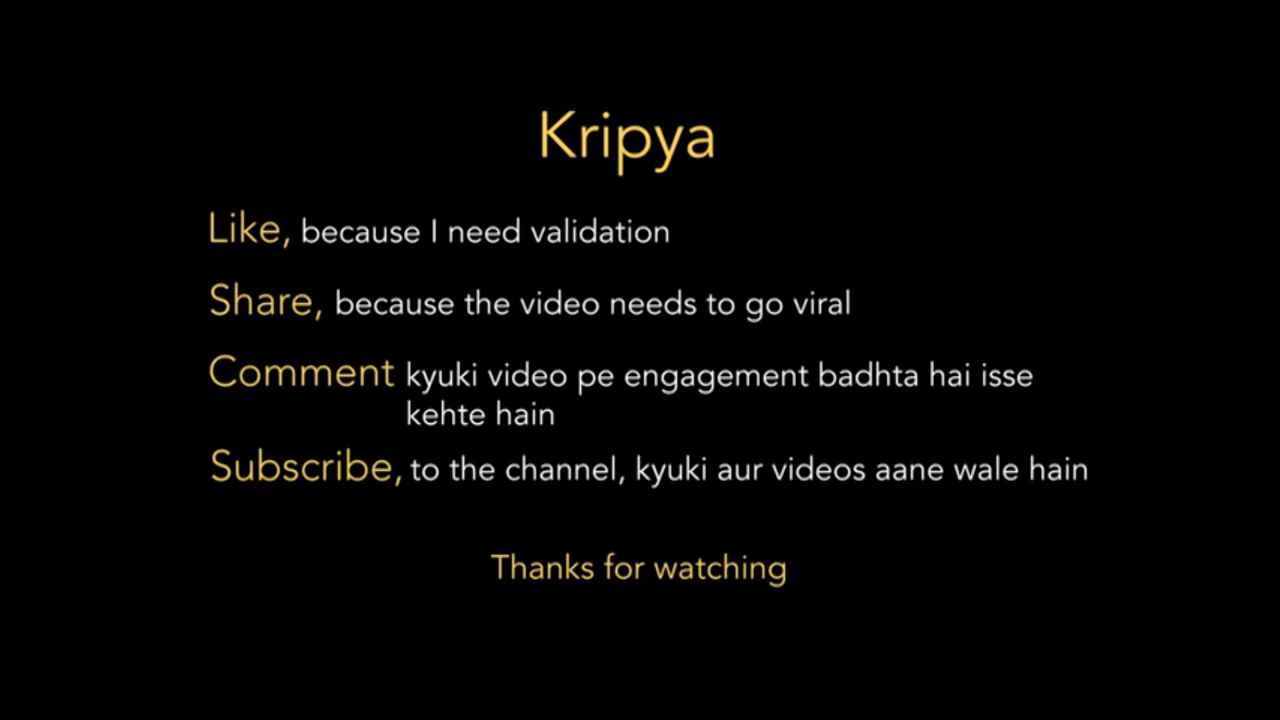 Kripya
Like, because I need validation
Share, because the video needs to go viral
Comment kyuki video pe engagement badhta hai isse
kehte hain
Subscribe, to the channel, kyuki aur videos aane wale hain
Thanks for watching